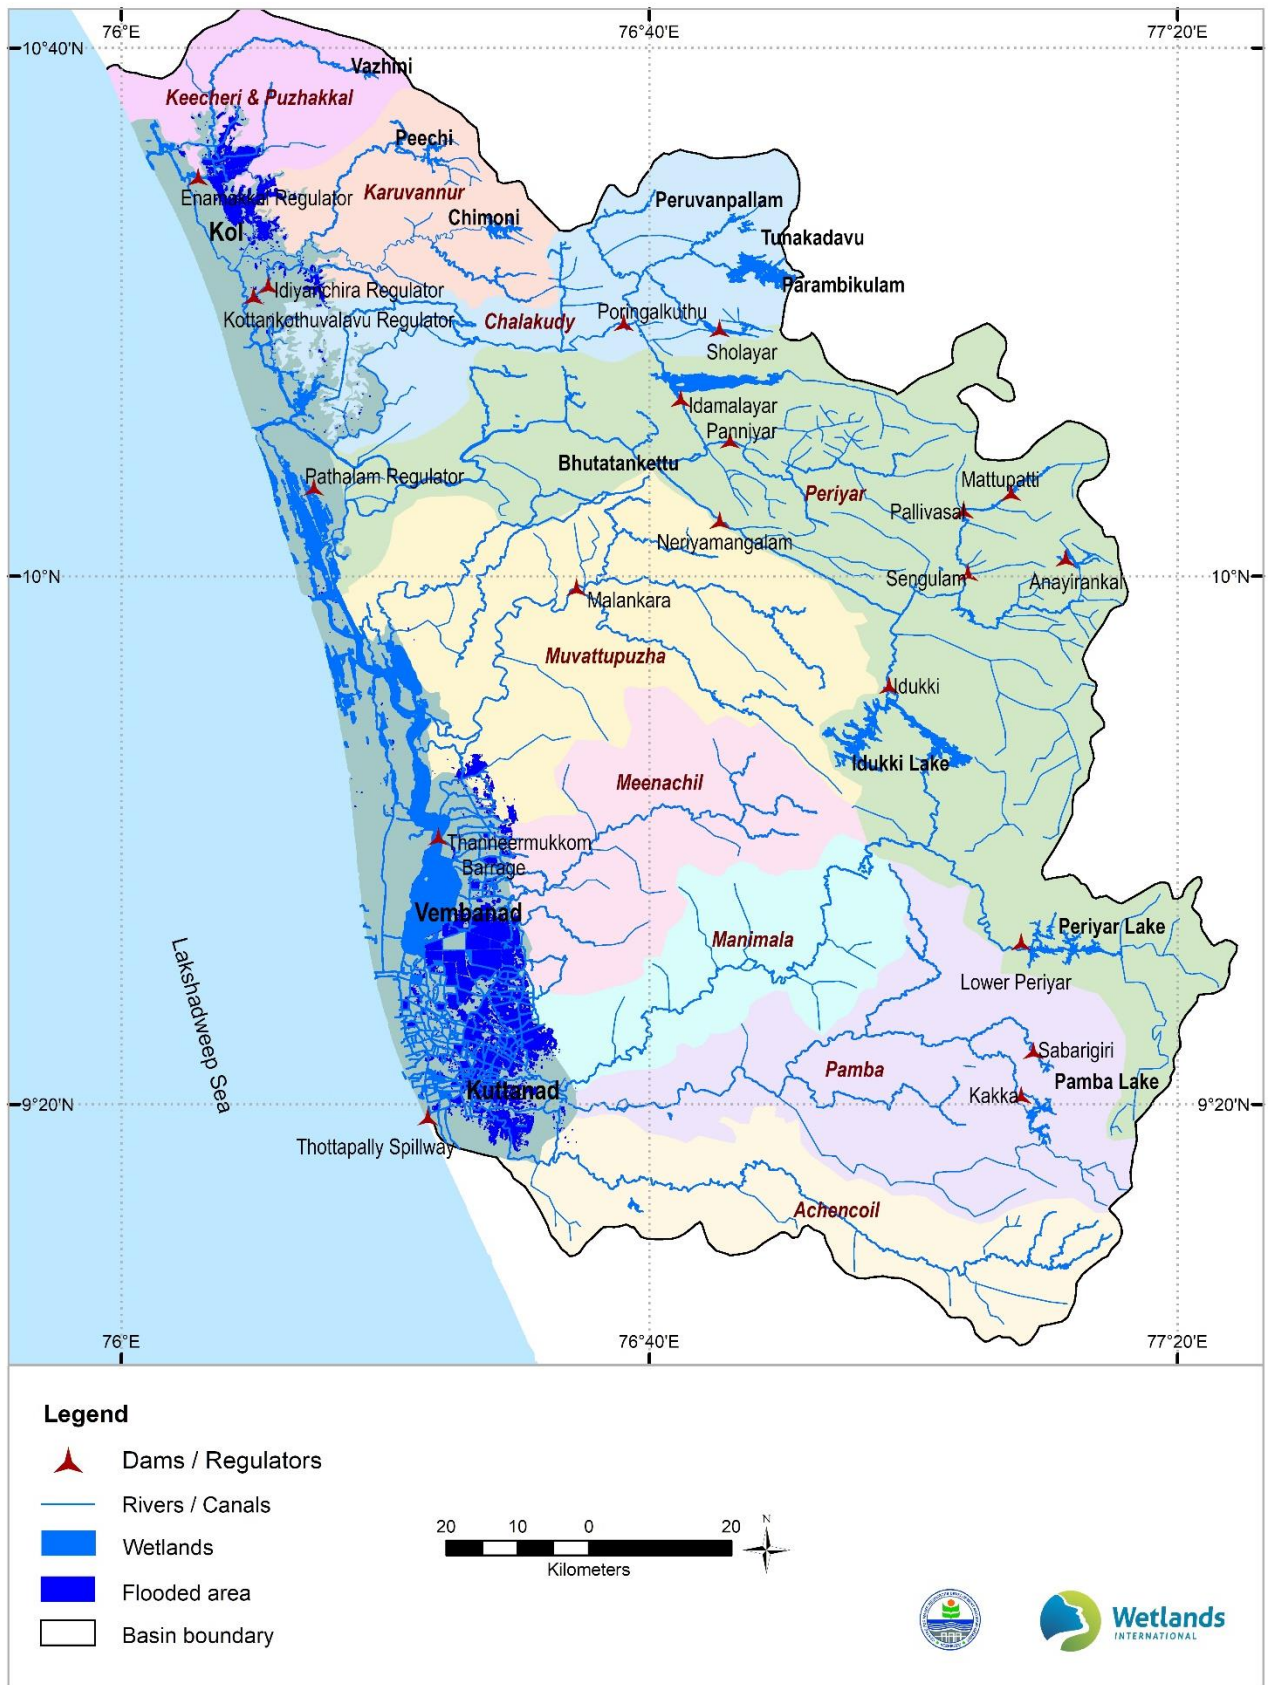 76°E 76°40'E 77°20'E
10°40'N
Vazhini
Keecheri & Puzhakkal
Peechi
Karuvannur
Enamakkal Regulator
Peruvanpallam
Chimoni
Kol
Tunakadavu
Parambikulam
Idiyanchira Regulator
Poringalkuthu
Kottankothuvalavu Regulator
Chalakudy
Sholayar
Idamalayar
Panniyar
Bhutatankettu
Pathalam Regulator
Mattupatti
Periyar
Pallivasal
Neriyamangalam
10°N 10°N
Sengulam
Anayirankal
Malankara
Muvattupuzha
Idukki
Idukki Lake
Meenachil
Thanneermukkom
Barrage
Vembanad
Periyar Lake
Manimala
Lower Periyar
Lakshadweep Sea
Sabarigiri
Pamba
Pamba Lake
Kuttanad
Kakka
9°20'N 9°20'N
Thottapally Spillway
Achencoil
76°E 76°40'E 77°20'E
Legend
Dams / Regulators
Rivers / Canals
Wetlands
Flooded area
Basin boundary
20 10 0 20
Kilometers
N
Wetlands
INTERNATIONAL